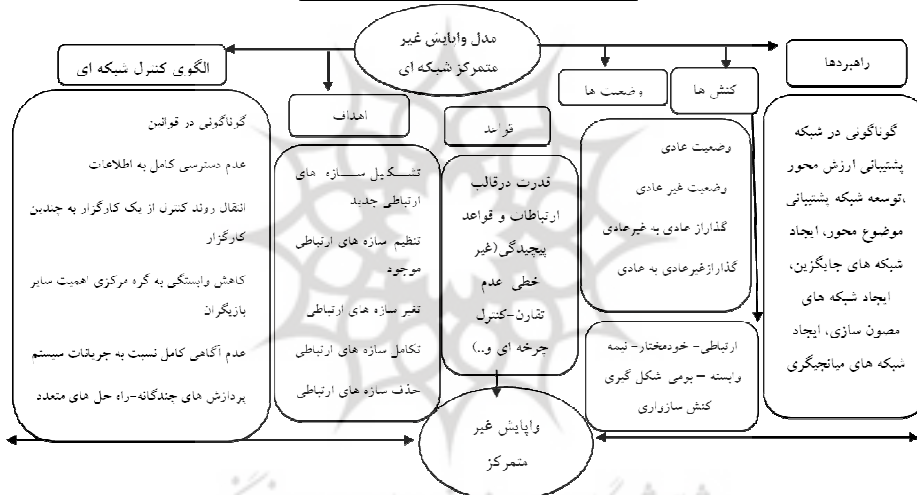 مدل واپایش غیر
متمرکز شبکه ای
راهبردها
گوناگونی در شبکه
پشتیبانی ارزش محور
،توسعه شبکه پشتیبانی
موضوع محور، ایجاد
شبکه های جایگزین،
ایجاد شبکه های
مصون سازی، ایجاد
شبکه های میانجیگری
کنش ها
وضعیت ها
وضعیت عادی
وضعیت غیر عادی
گذاراز عادی به غیرعادی
گذارازغیرعادی به عادی
ارتباطی- خودمختار- نیمه
وابسته – بومی شکل گیری
کنش سازواری
قواعد
قدرت درقالب
ارتباطات و قواعد
پیچیدگی(غیر
خطی عدم
تقارن-کنترل
چرخه ای و..)
اهداف
تشکیل سازه های
ارتباطی جدید
تنظیم سازه های ارتباطی
موجود
تغیر سازه های ارتباطی
تکامل سازه های ارتباطی
حذف سازه های ارتباطی
الگوی کنترل شبکه ای
گوناگونی در قوانین
عدم دسترسی کامل به اطلاعات
انتقال روند کنترل از یک کارگزار به چندین
کارگزار
کاهش وابستگی به گره مرکزی اهمیت سایر
بازیگران
عدم آگاهی کامل نسبت به جریانات سیستم
پردازش های چندگانه-راه حل های متعدد
واپایش غیر
متمرکز